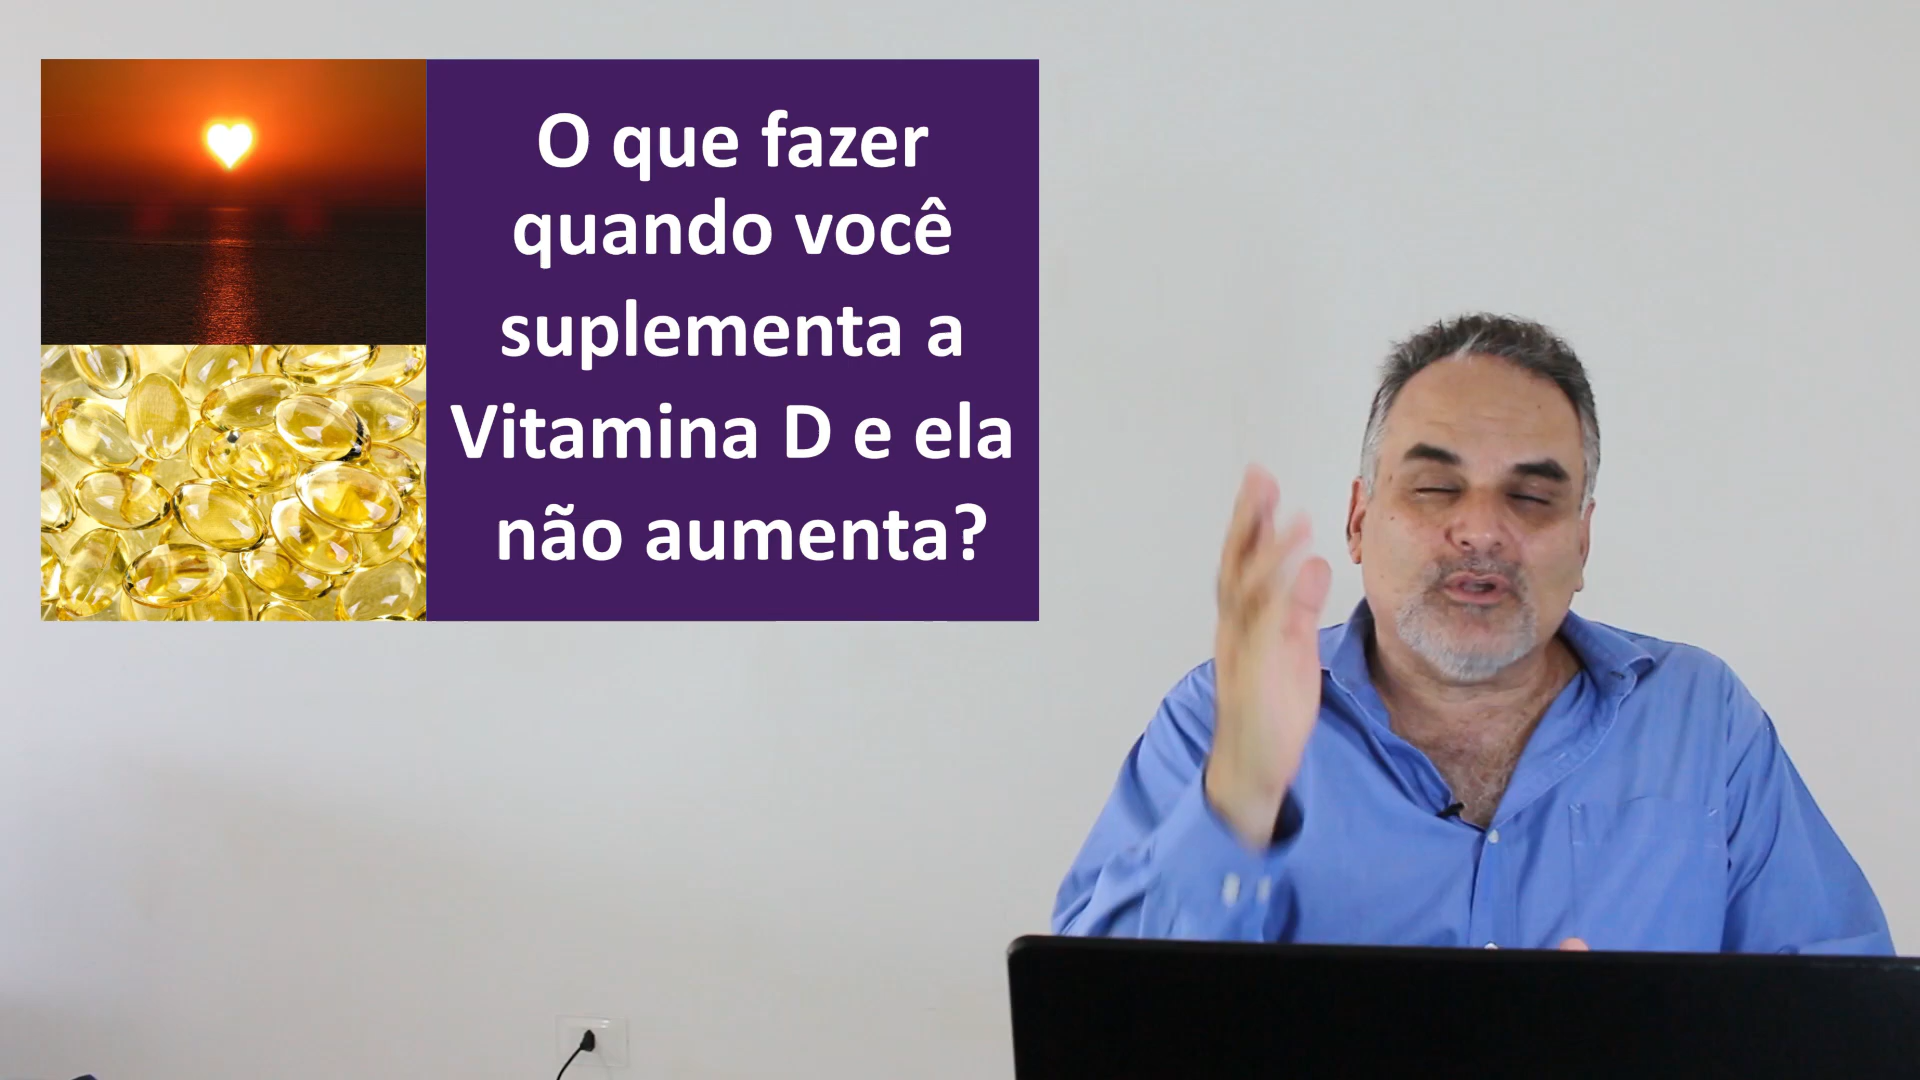 O que fazer
quando você
suplementa a
Vitamina D e ela
não aumenta?